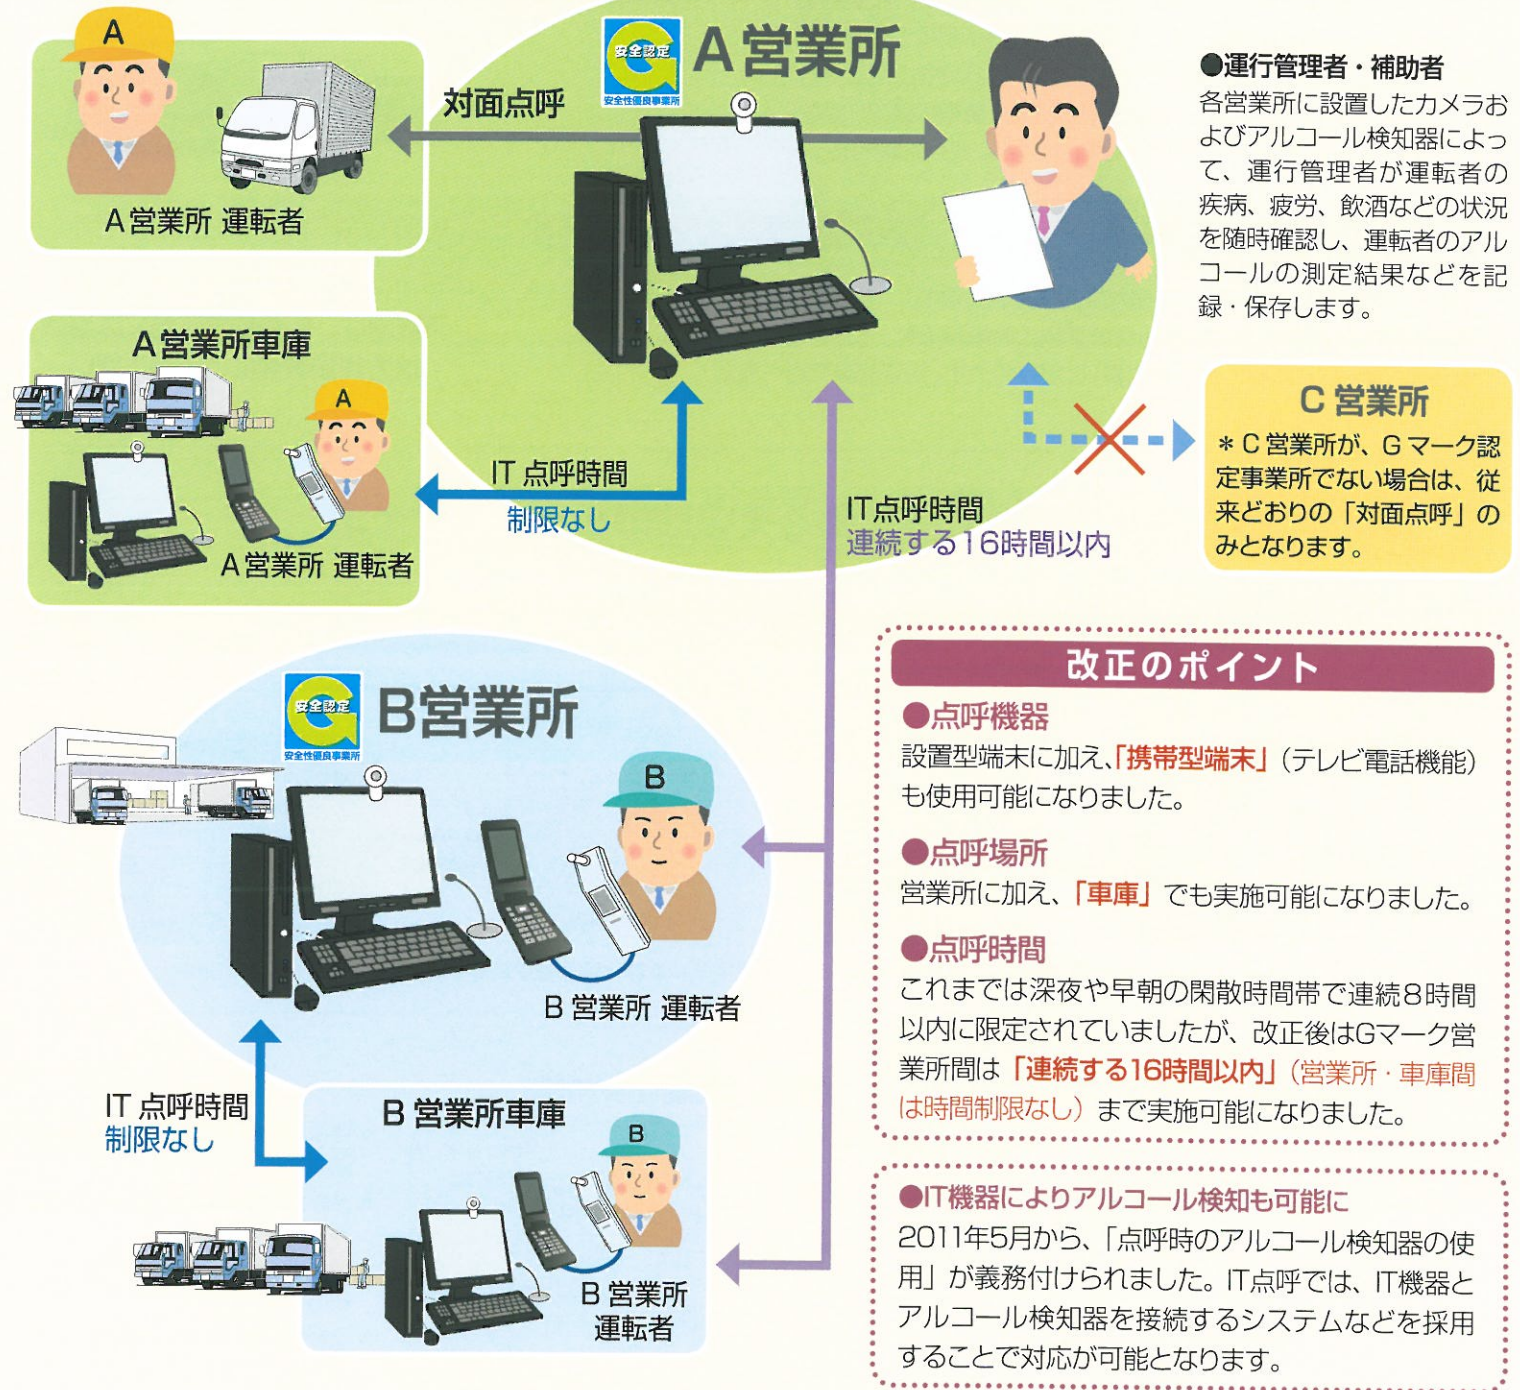 A
A営業所 運転者
対面点呼
安全認定
安全性優良事業所
A営業所
●運行管理者・補助者
各営業所に設置したカメラお
よびアルコール検知器によっ
て、運行管理者が運転者の
疾病、疲労、飲酒などの状況
を随時確認し、運転者のアル
コールの測定結果などを記
録・保存します。
A営業所車庫
A
A営業所 運転者
IT点呼時間
制限なし
IT点呼時間
連続する16時間以内
C営業所
＊C営業所が、Gマーク認
定事業所でない場合は、従
来どおりの「対面点呼」の
みとなります。
安全認定
安全性優良事業所
B営業所
B
B営業所 運転者
IT点呼時間
制限なし
B営業所車庫
B
B営業所
運転者
改正のポイント
●点呼機器
設置型端末に加え、「携帯型端末」（テレビ電話機能）
も使用可能になりました。
●点呼場所
営業所に加え、「車庫」でも実施可能になりました。
●点呼時間
これまでは深夜や早朝の閑散時間帯で連続8時間
以内に限定されていましたが、改正後はGマーク営
業所間は「連続する16時間以内」（営業所・車庫間
は時間制限なし）まで実施可能になりました。
●IT機器によりアルコール検知も可能に
2011年5月から、「点呼時のアルコール検知器の使
用」が義務付けられました。IT点呼では、IT機器と
アルコール検知器を接続するシステムなどを採用
することで対応が可能となります。